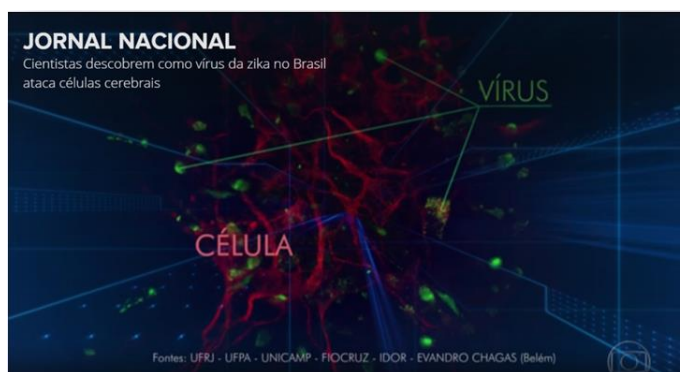 JORNAL NACIONAL
Cientistas descobrem como vírus da zika no Brasil
ataca células cerebrais
VÍRUS
CÉLULA
Fontes: UFRJ - UFPA - UNICAMP - FIOCRUZ - IDOR - EVANDRO CHAGAS (Belém)